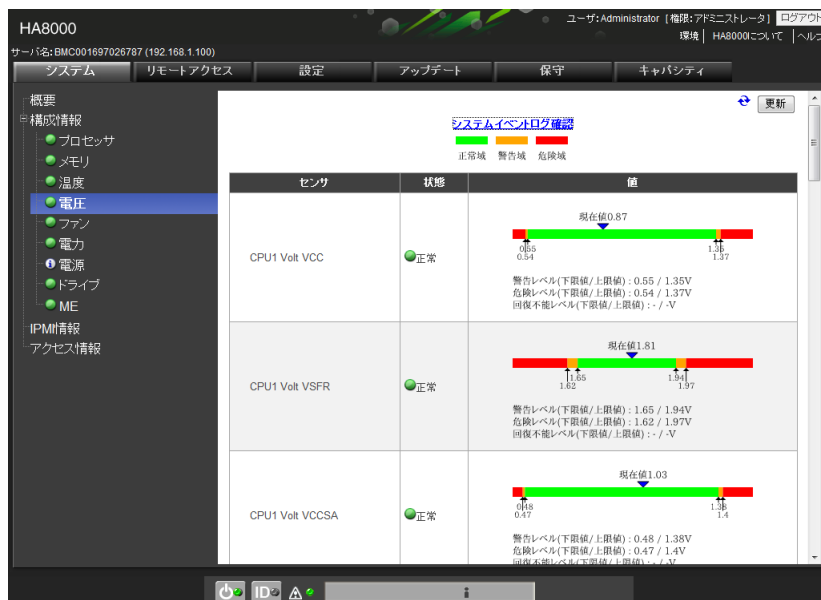 HA8000
ユーザ:Administrator [権限:アドミニストレータ] ログアウト
環境 HA8000について
サーバ名:BMC001697026787 (192.168.1.100)
システム リモートアクセス 設定 アップデート 保守 キャパシティ
概要
構成情報
プロセッサ
メモリ
温度
電圧
ファン
電力
電源
ドライブ
ME
IPMI情報
アクセス情報
更新
システムイベントログ確認
正常域 警告域 危険域
センサ 状態 値
CPU1 Volt VCC
正常
現在値0.87
0.55 1.35
0.54 1.37
警告レベル(下限値/上限値) : 0.55 / 1.35V
危険レベル(下限値/上限値) : 0.54 / 1.37V
回復不能レベル(下限値/上限値) : - / -V
CPU1 Volt VSFR
正常
現在値1.81
1.65 1.94
1.62 1.97
警告レベル(下限値/上限値) : 1.65 / 1.94V
危険レベル(下限値/上限値) : 1.62 / 1.97V
回復不能レベル(下限値/上限値) : - / -V
CPU1 Volt VCCSA
正常
現在値1.03
0.48 1.38
0.47 1.4
警告レベル(下限値/上限値) : 0.48 / 1.38V
危険レベル(下限値/上限値) : 0.47 / 1.4V
回復不能レベル(下限値/上限値) : - / -V
ID